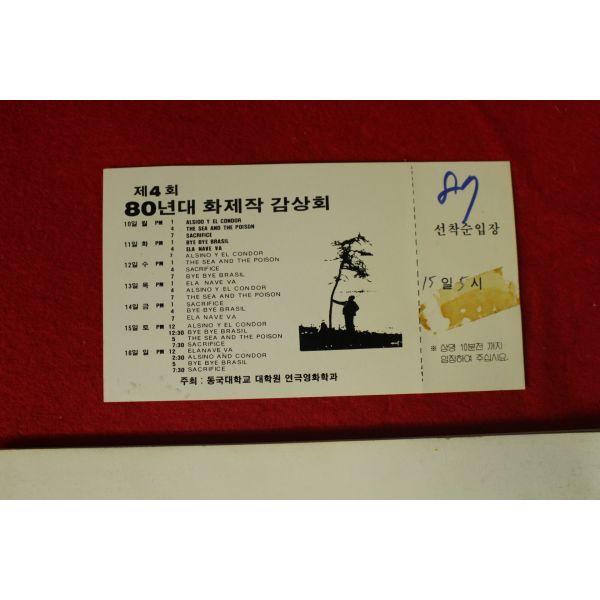 제4회
80년대 화제작 감상회
10일 월 PM 1 ALSIOO Y EL CONDOR
4 THE SEA AND THE POISON
7 SACRIFICE
11일 화 PM 1 BYE BYE BRASIL
4 ELA NAVE VA
7 ALSINO Y EL CONDOR
12일 수 PM 1 THE SEA AND THE POISON
4 SACRIFICE
7 BYE BYE BRASIL
13일 목 PM 1 ELA NAVE VA
4 ALSINO Y EL CONDOR
7 THE SEA AND THE POISON
14일 금 PM 1 SACRIFICE
4 BYE BYE BRASIL
7 ELA NAVE VA
15일 토 PM 12 ALSINO Y EL CONDOR
12:30 BYE BYE BRASIL
5 THE SEA AND THE POISON
7:30 SACRIFICE
16일 일 PM 12 ELANAVE VA
2:30 ALSINO AND CONDOR
5 BYE BYE BRASIL
7:30 SACRIFICE
주최 : 동국대학교 대학원 연극영화학과
선착순입장
15일 5시
※ 상영 10분전 까지
입장하여 주십시요.